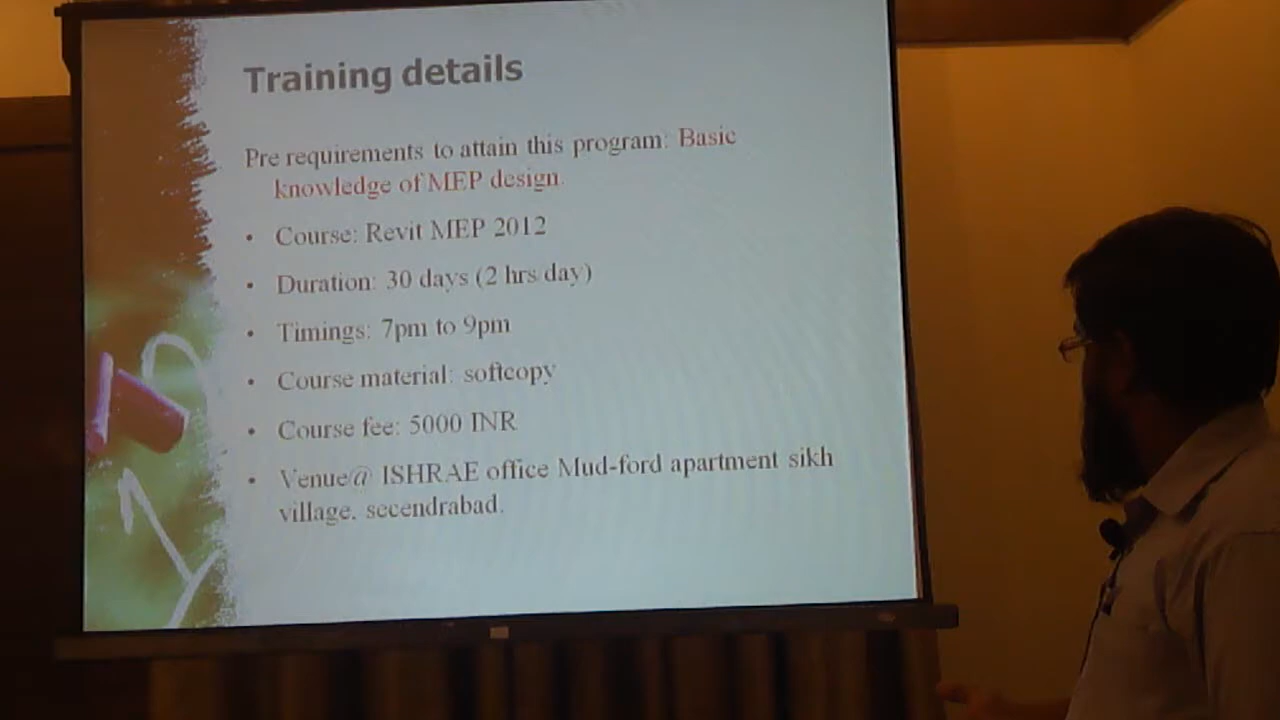 Training details
Pre requirements to attain this program: Basic
knowledge of MEP design.
• Course: Revit MEP 2012
• Duration: 30 days (2 hrs day)
• Timings: 7pm to 9pm
• Course material: softcopy
• Course fee: 5000 INR
• Venue@ ISHRAE office Mud-ford apartment sikh
village. secendrabad.